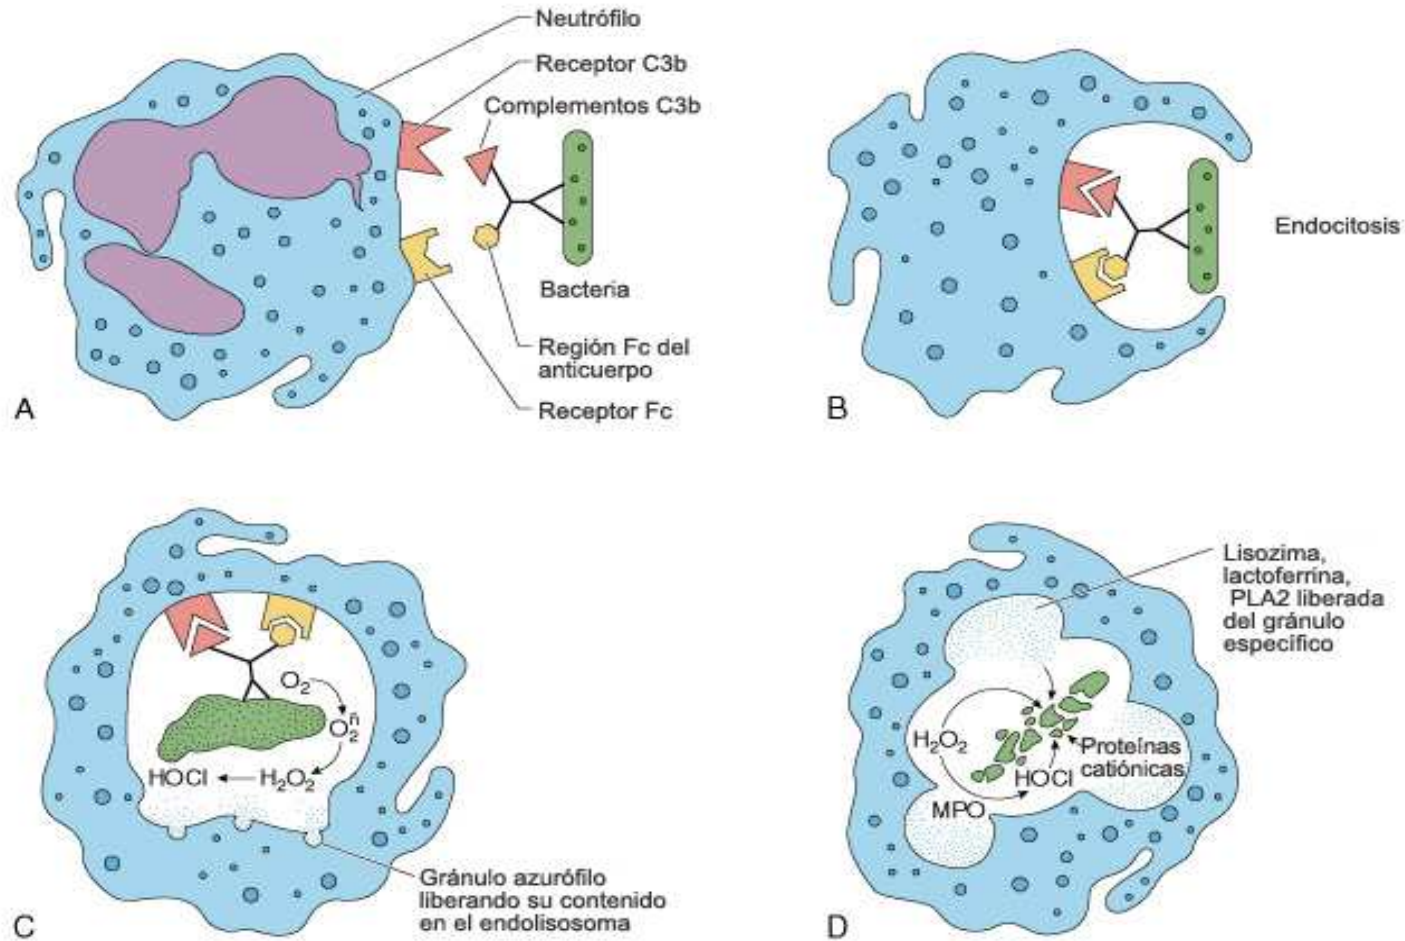 Neutrófilo
Receptor C3b
Complementos C3b
Bacteria
Región Fc del
anticuerpo
Receptor Fc
A
Endocitosis
B
O2
O2ñ
H2O2
HOCl
Gránulo azurófilo
liberando su contenido
en el endolisosoma
C
Lisozima,
lactoferrina,
PLA2 liberada
del gránulo
específico
H2O2
Proteínas
catiónicas
HOCl
MPO
D